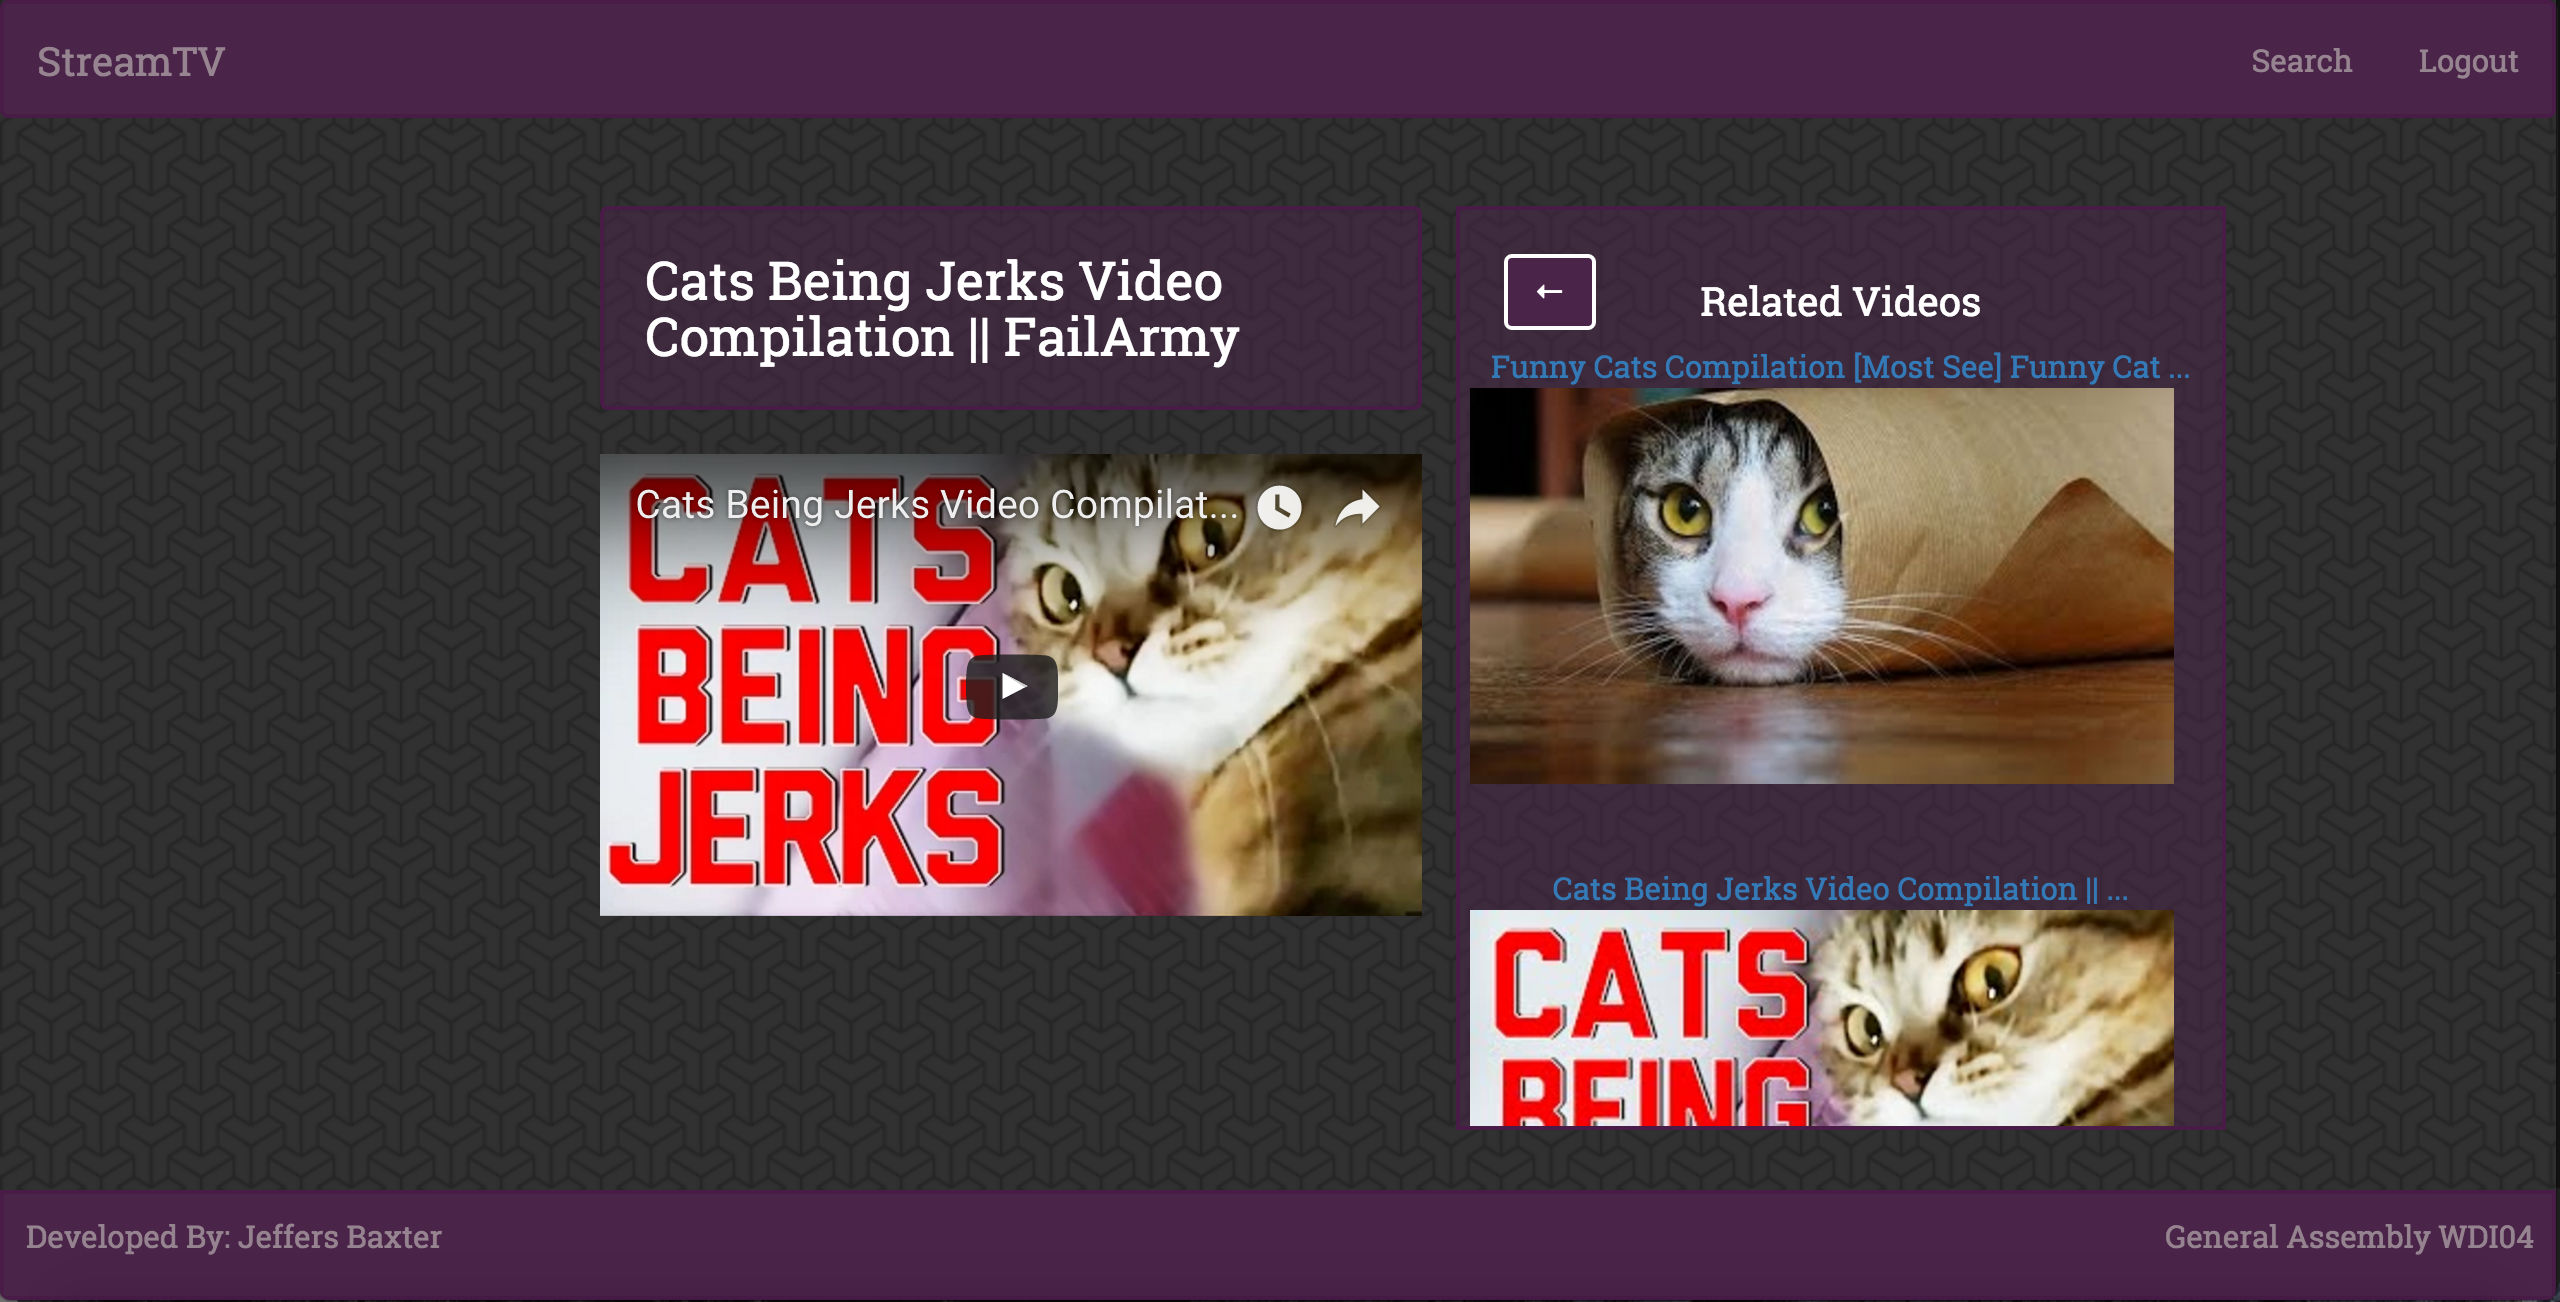 StreamTV
Search
Logout
Cats Being Jerks Video
Compilation || FailArmy
Cats Being Jerks Video Compilat...
CATS
BEING
JERKS
←
Related Videos
Funny Cats Compilation [Most See] Funny Cat ...
Cats Being Jerks Video Compilation || ...
CATS
BEING
Developed By: Jeffers Baxter
General Assembly WDI04